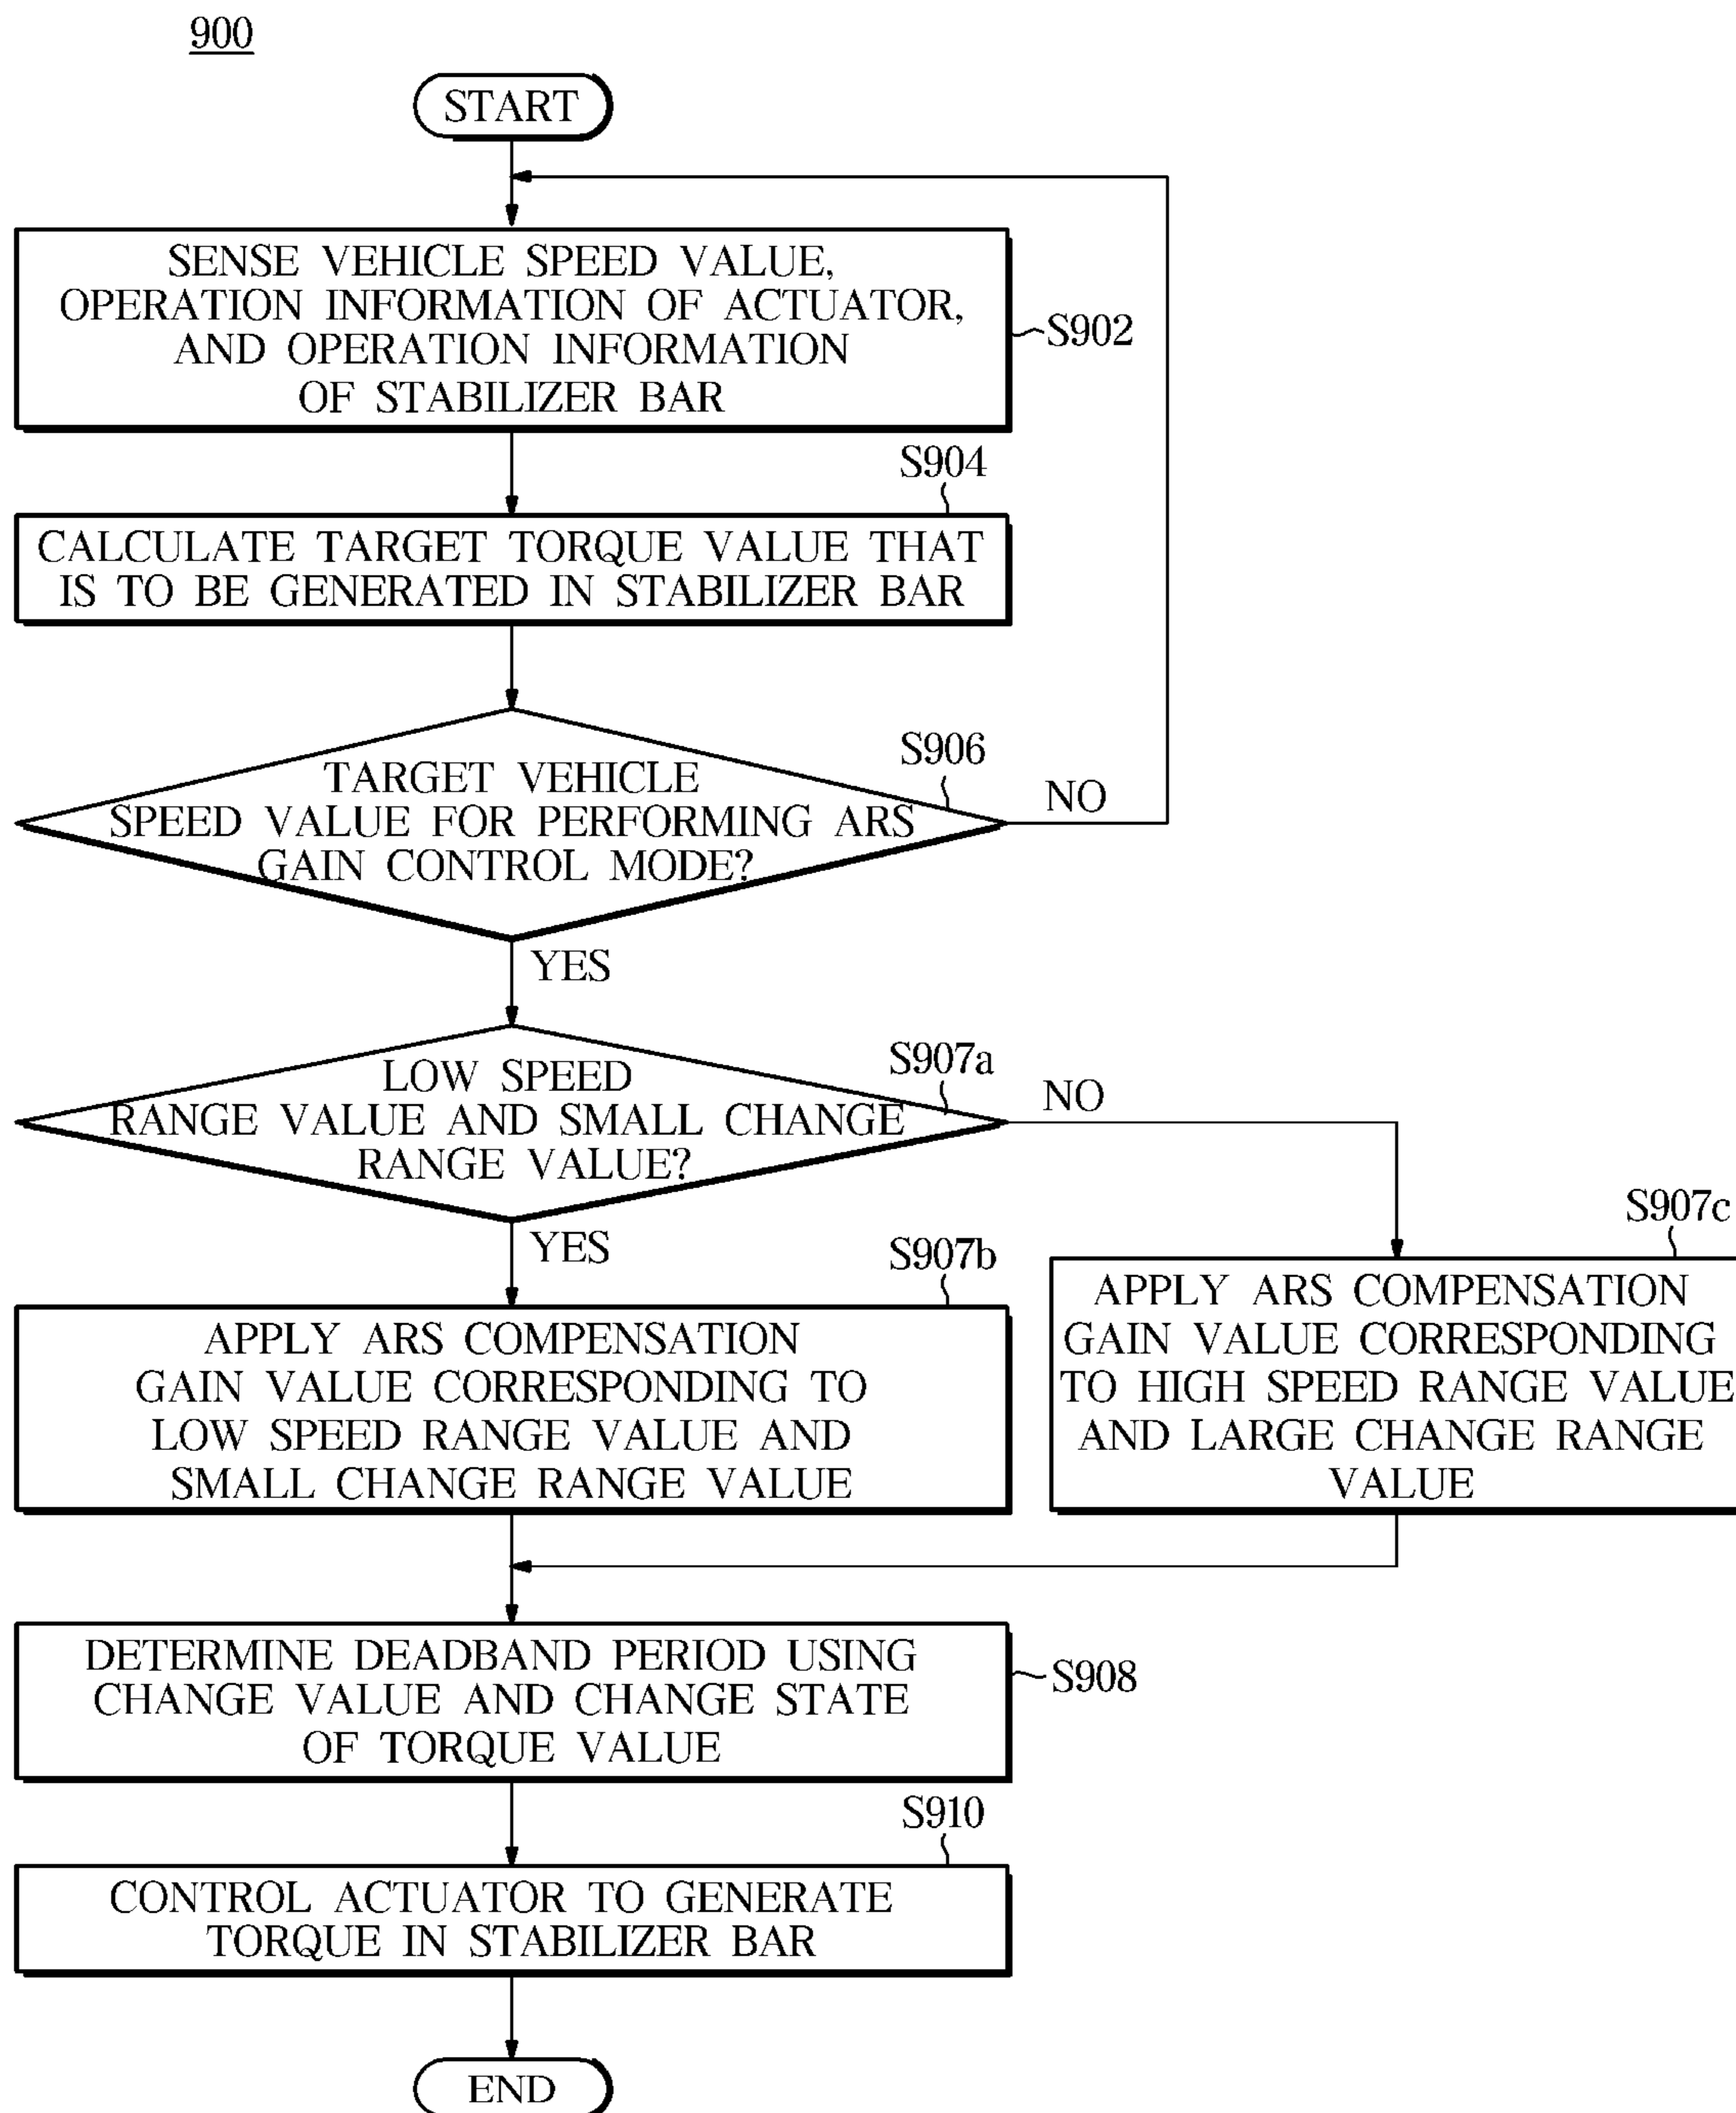 900
START
SENSE VEHICLE SPEED VALUE,
OPERATION INFORMATION OF ACTUATOR,
AND OPERATION INFORMATION
OF STABILIZER BAR
S902
S904
CALCULATE TARGET TORQUE VALUE THAT
IS TO BE GENERATED IN STABILIZER BAR
S906
TARGET VEHICLE
SPEED VALUE FOR PERFORMING ARS
GAIN CONTROL MODE?
NO
YES
S907a
LOW SPEED
RANGE VALUE AND SMALL CHANGE
RANGE VALUE?
NO
YES
S907b
APPLY ARS COMPENSATION
GAIN VALUE CORRESPONDING TO
LOW SPEED RANGE VALUE AND
SMALL CHANGE RANGE VALUE
S907c
APPLY ARS COMPENSATION
GAIN VALUE CORRESPONDING
TO HIGH SPEED RANGE VALUE
AND LARGE CHANGE RANGE
VALUE
DETERMINE DEADBAND PERIOD USING
CHANGE VALUE AND CHANGE STATE
OF TORQUE VALUE
S908
S910
CONTROL ACTUATOR TO GENERATE
TORQUE IN STABILIZER BAR
END